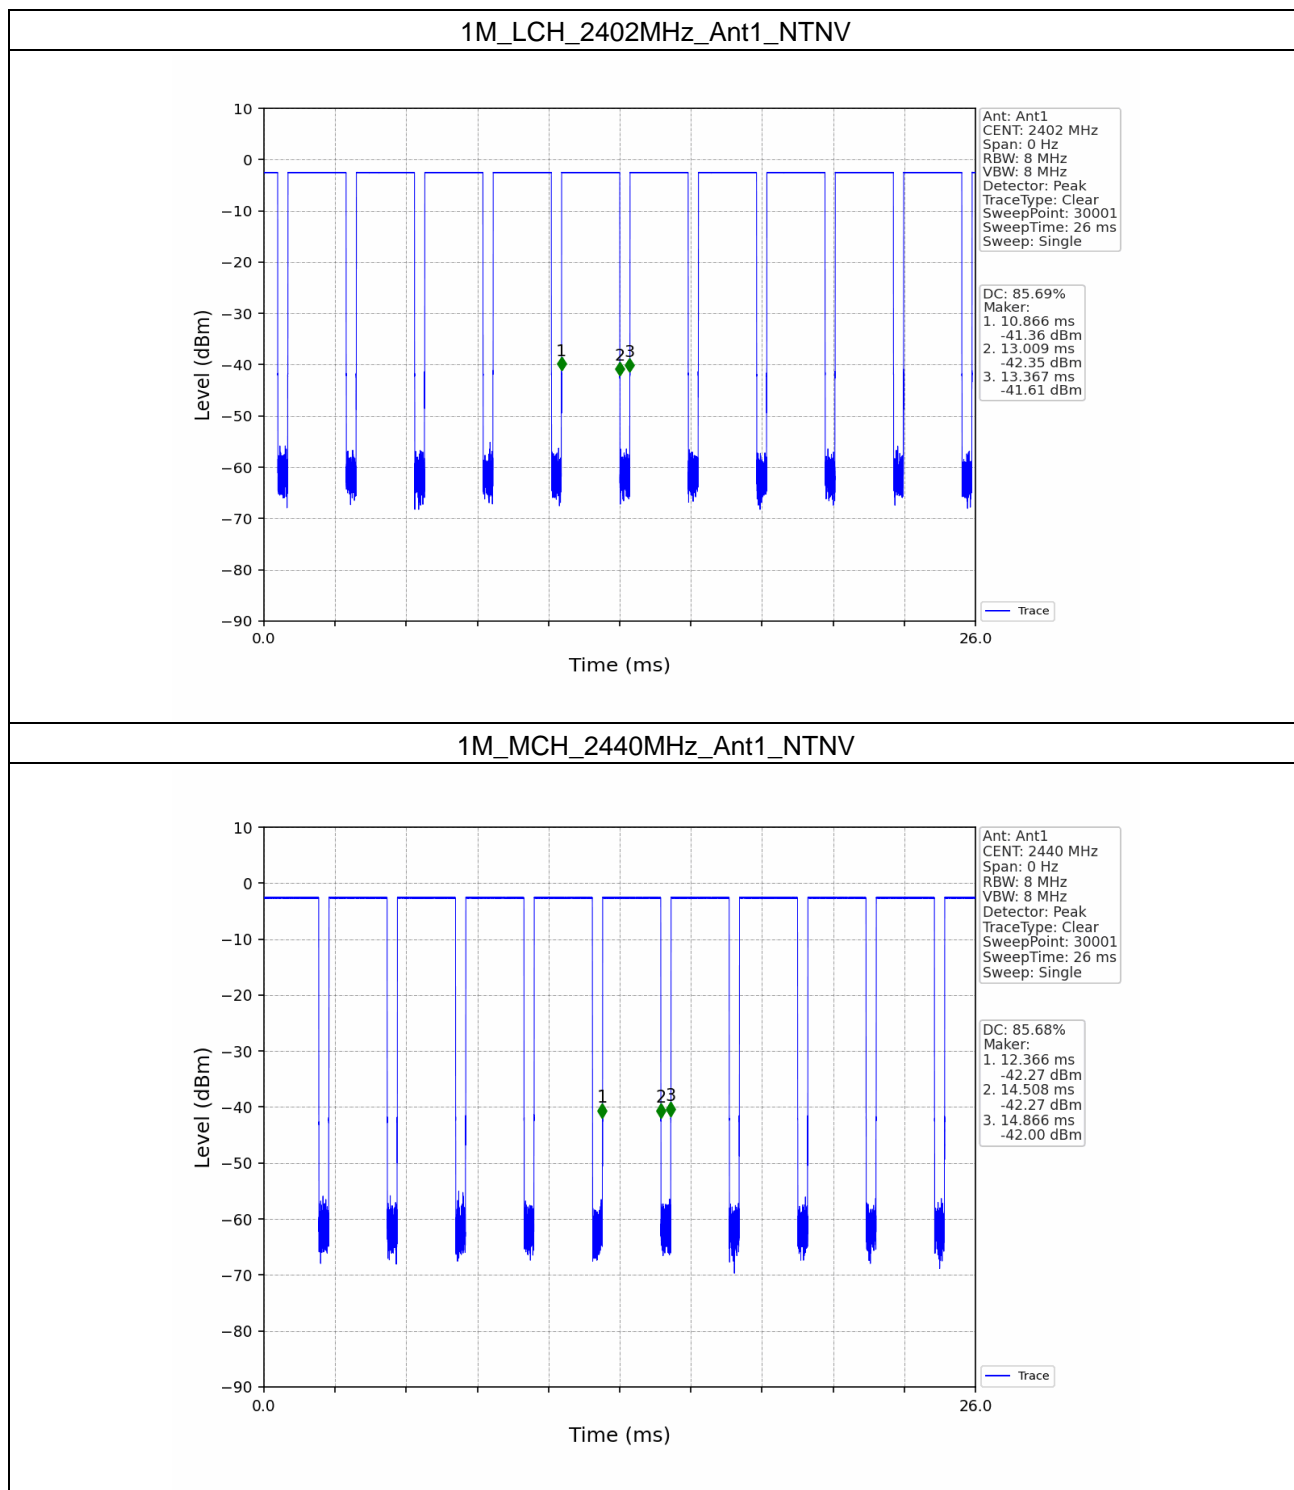 1M_LCH_2402MHz_Ant1_NTNV
10
0
−10
−20
−30
−40
−50
−60
−70
−80
−90
Level (dBm)
0.0
26.0
Time (ms)
1
2
3
Ant: Ant1
CENT: 2402 MHz
Span: 0 Hz
RBW: 8 MHz
VBW: 8 MHz
Detector: Peak
TraceType: Clear
SweepPoint: 30001
SweepTime: 26 ms
Sweep: Single
DC: 85.69%
Maker:
1. 10.866 ms
-41.36 dBm
2. 13.009 ms
-42.35 dBm
3. 13.367 ms
-41.61 dBm
Trace
1M_MCH_2440MHz_Ant1_NTNV
10
0
−10
−20
−30
−40
−50
−60
−70
−80
−90
Level (dBm)
0.0
26.0
Time (ms)
1
2
3
Ant: Ant1
CENT: 2440 MHz
Span: 0 Hz
RBW: 8 MHz
VBW: 8 MHz
Detector: Peak
TraceType: Clear
SweepPoint: 30001
SweepTime: 26 ms
Sweep: Single
DC: 85.68%
Maker:
1. 12.366 ms
-42.27 dBm
2. 14.508 ms
-42.27 dBm
3. 14.866 ms
-42.00 dBm
Trace